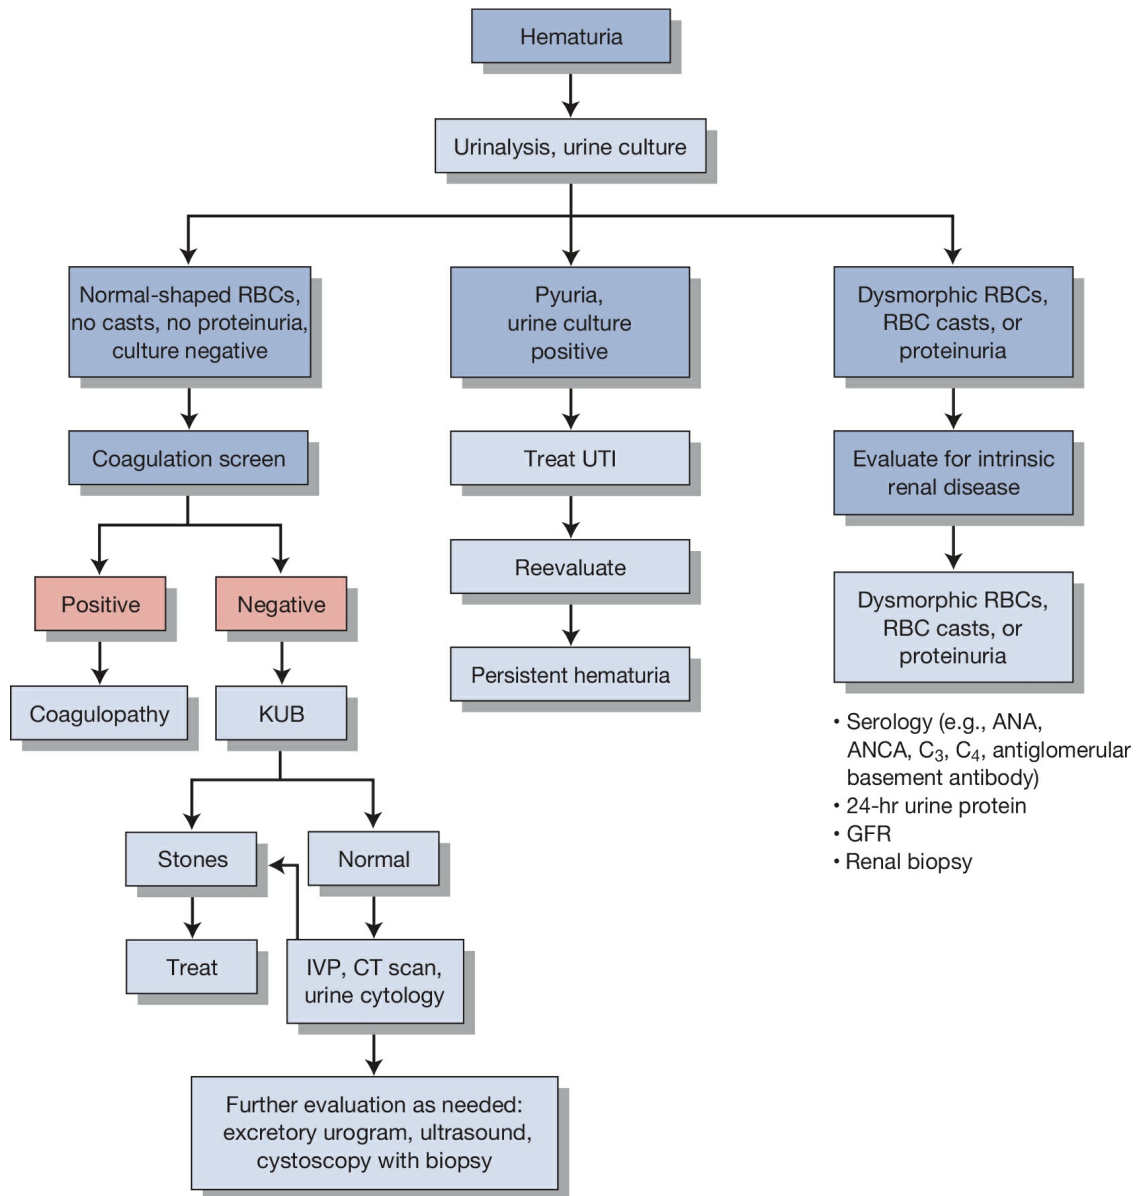 Hematuria
Urinalysis, urine culture
Normal-shaped RBCs,
no casts, no proteinuria,
culture negative
Pyuria,
urine culture
positive
Dysmorphic RBCs,
RBC casts, or
proteinuria
Coagulation screen
Treat UTI
Evaluate for intrinsic
renal disease
Positive
Negative
Reevaluate
Dysmorphic RBCs,
RBC casts, or
proteinuria
Coagulopathy
KUB
Persistent hematuria
• Serology (e.g., ANA,
ANCA, C3, C4, antiglomerular
basement antibody)
• 24-hr urine protein
• GFR
• Renal biopsy
Stones
Normal
Treat
IVP, CT scan,
urine cytology
Further evaluation as needed:
excretory urogram, ultrasound,
cystoscopy with biopsy